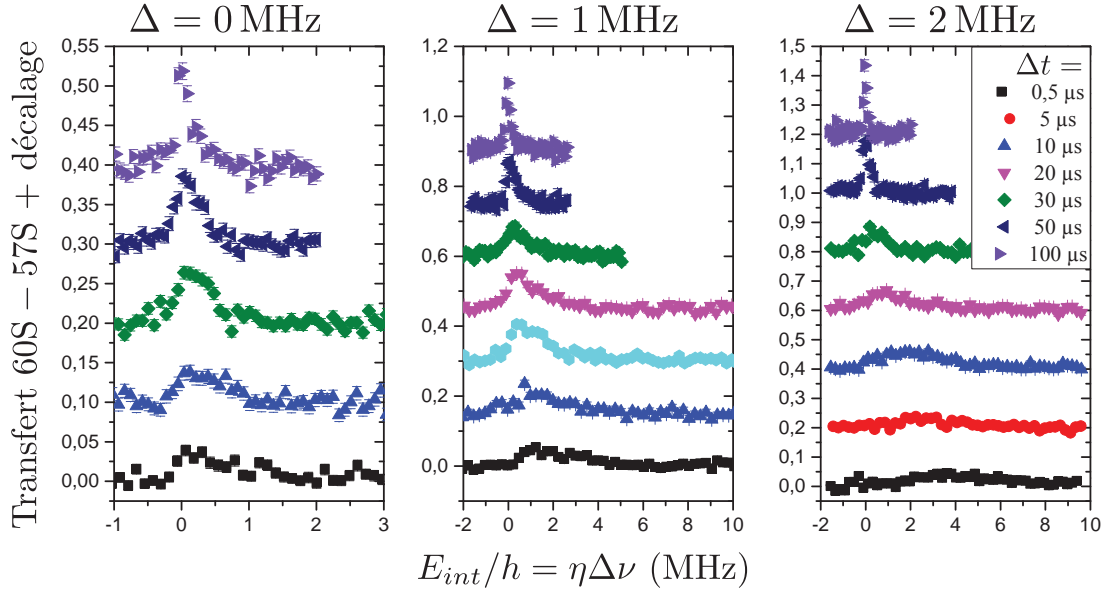 Δ = 0 MHz
Δ = 1 MHz
Δ = 2 MHz
Transfert 60S − 57S + décalage
0,55
0,50
0,45
0,40
0,35
0,30
0,25
0,20
0,15
0,10
0,05
0,00
-1 0 1 2 3
1,2
1,0
0,8
0,6
0,4
0,2
0,0
-2 0 2 4 6 8 10
1,5
1,4
1,3
1,2
1,1
1,0
0,9
0,8
0,7
0,6
0,5
0,4
0,3
0,2
0,1
0,0
-2 0 2 4 6 8 10
Δt =
0,5 µs
5 µs
10 µs
20 µs
30 µs
50 µs
100 µs
E_int/h = ηΔν (MHz)